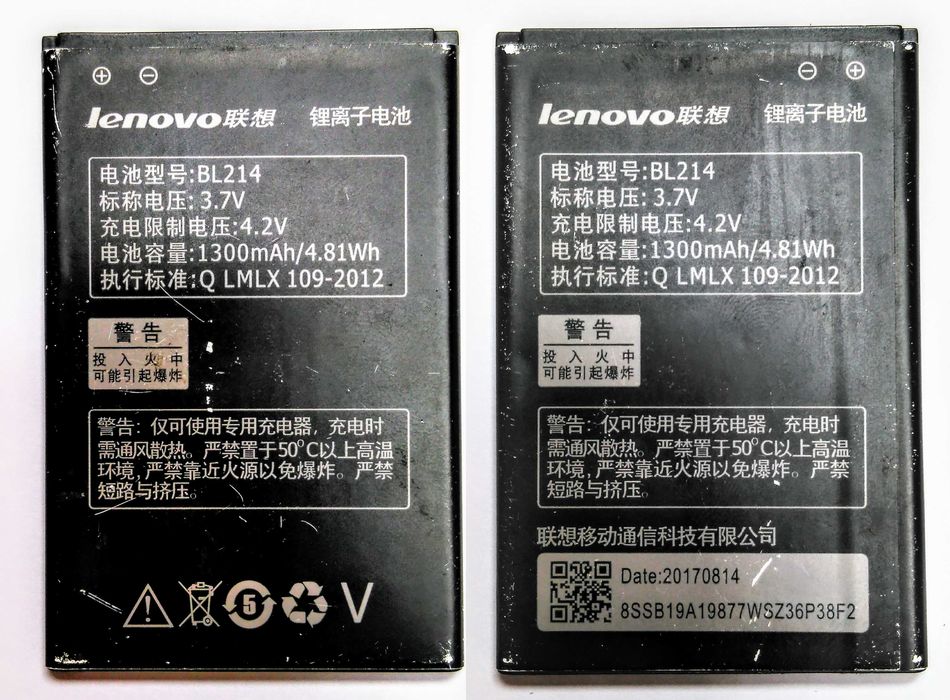 lenovo联想 锂离子电池
电池型号:BL214
标称电压: 3.7V
充电限制电压:4.2V
电池容量:1300mAh/4.81Wh
执行标准:Q LMLX 109-2012
警告
投入火中
可能引起爆炸
警告: 仅可使用专用充电器，充电时
需通风散热。严禁置于50°C以上高温
环境, 严禁靠近火源以免爆炸。严禁
短路与挤压。
5 V
lenovo联想 锂离子电池
电池型号:BL214
标称电压: 3.7V
充电限制电压:4.2V
电池容量:1300mAh/4.81Wh
执行标准:Q LMLX 109-2012
警告
投入火中
可能引起爆炸
警告: 仅可使用专用充电器，充电时
需通风散热。严禁置于50°C以上高温
环境, 严禁靠近火源以免爆炸。严禁
短路与挤压。
联想移动通信科技有限公司
Date:20170814
8SSB19A19877WSZ36P38F2